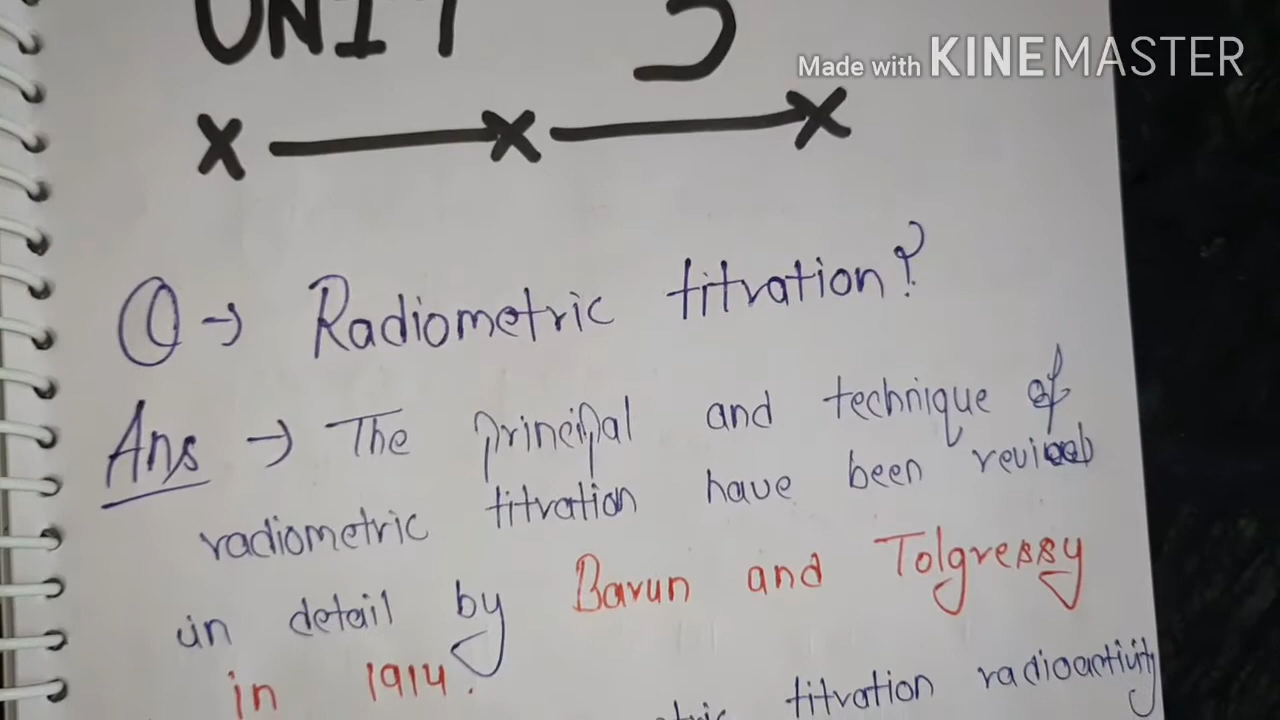 UNIT 5
Made with KINEMASTER
Q → Radiometric titration?
Ans → The principal and technique of
radiometric titration have been
in detail by Barun and Tolgressy
in 1914.
titration radioactivity